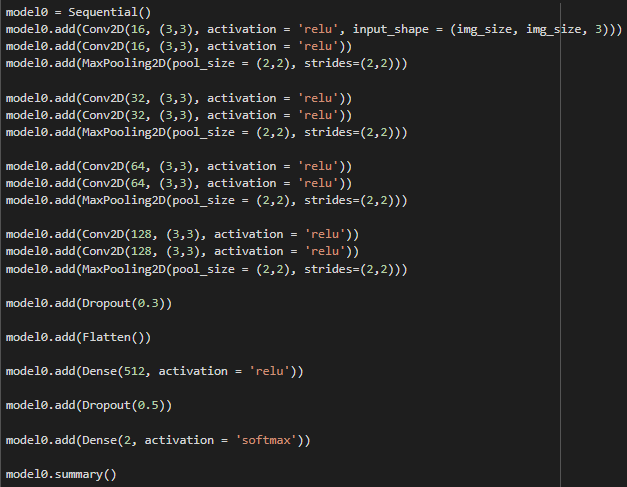 model0 = Sequential()
model0.add(Conv2D(16, (3,3), activation = 'relu', input_shape = (img_size, img_size, 3)))
model0.add(Conv2D(16, (3,3), activation = 'relu'))
model0.add(MaxPooling2D(pool_size = (2,2), strides=(2,2)))

model0.add(Conv2D(32, (3,3), activation = 'relu'))
model0.add(Conv2D(32, (3,3), activation = 'relu'))
model0.add(MaxPooling2D(pool_size = (2,2), strides=(2,2)))

model0.add(Conv2D(64, (3,3), activation = 'relu'))
model0.add(Conv2D(64, (3,3), activation = 'relu'))
model0.add(MaxPooling2D(pool_size = (2,2), strides=(2,2)))

model0.add(Conv2D(128, (3,3), activation = 'relu'))
model0.add(Conv2D(128, (3,3), activation = 'relu'))
model0.add(MaxPooling2D(pool_size = (2,2), strides=(2,2)))

model0.add(Dropout(0.3))

model0.add(Flatten())

model0.add(Dense(512, activation = 'relu'))

model0.add(Dropout(0.5))

model0.add(Dense(2, activation = 'softmax'))

model0.summary()